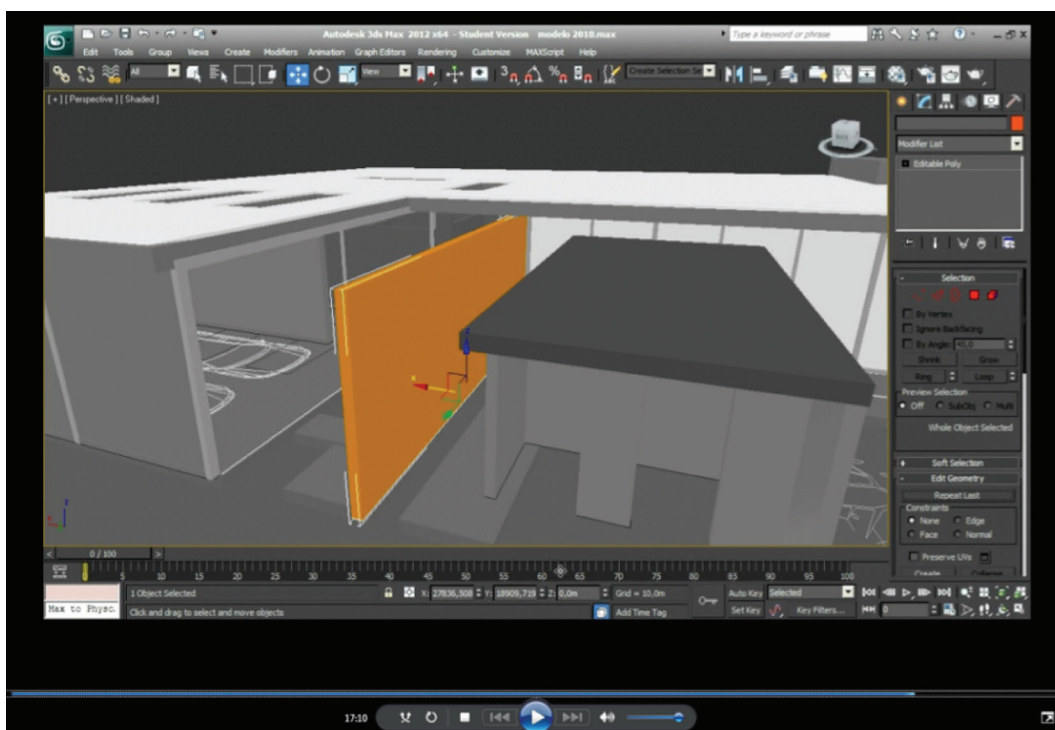 Autodesk 3ds Max 2012 x64 - Student Version modelo 2010.max
Type a keyword or phrase
Edit Tools Group Views Create Modifiers Animation Graph Editors Rendering Customize MAXScript Help
All
View
Create Selection Se
[ + ] [ Perspective ] [ Shaded ]
Modifier List
Editable Poly
- Selection
By Vertex
Ignore Backfacing
By Angle: 45,0
Shrink Grow
Ring Loop
Preview Selection
Off SubObj Multi
Whole Object Selected
+ Soft Selection
- Edit Geometry
Repeat Last
Constraints
None Edge
Face Normal
Preserve UVs
Create Collapse
z
x
< 0 / 100 >
0 5 10 15 20 25 30 35 40 45 50 55 60 65 70 75 80 85 90 95 100
1 Object Selected X: 27836,508 Y: 18909,719 Z: 0,0m Grid = 10,0m Auto Key Selected
Max to Physc. Click and drag to select and move objects Add Time Tag Set Key Key Filters... 0
17:10